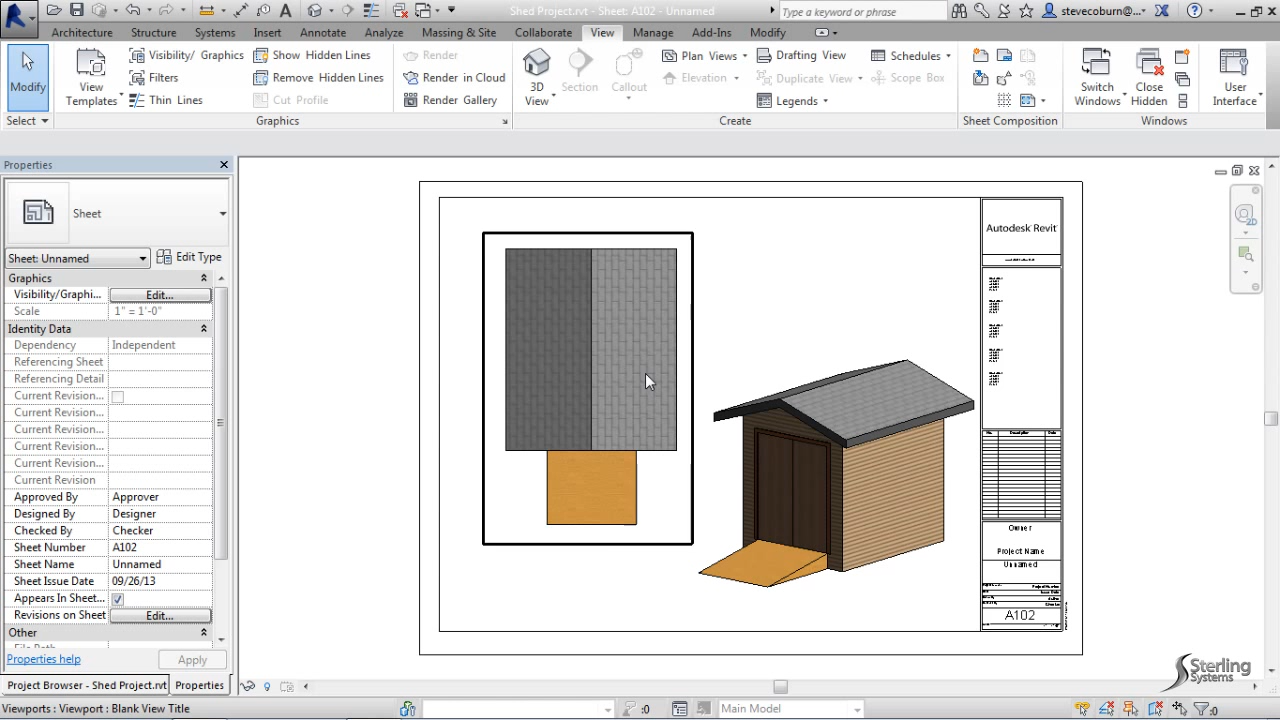 Shed Project.rvt - Sheet: A102 - Unnamed
Type a keyword or phrase
stevecoburn@...
Architecture Structure Systems Insert Annotate Analyze Massing & Site Collaborate View Manage Add-Ins Modify
Modify
Select
View
Templates
Visibility/ Graphics
Filters
Thin Lines
Show Hidden Lines
Remove Hidden Lines
Cut Profile
Graphics
Render
Render in Cloud
Render Gallery
3D
View
Section
Callout
Plan Views
Elevation
Drafting View
Duplicate View
Legends
Schedules
Scope Box
Create
Sheet Composition
Switch
Windows
Close
Hidden
Windows
User
Interface
Properties
Sheet
Sheet: Unnamed
Edit Type
Graphics
Visibility/Graphi... Edit...
Scale 1" = 1'-0"
Identity Data
Dependency Independent
Referencing Sheet
Referencing Detail
Current Revision...
Current Revision...
Current Revision...
Current Revision...
Current Revision...
Current Revision
Approved By Approver
Designed By Designer
Checked By Checker
Sheet Number A102
Sheet Name Unnamed
Sheet Issue Date 09/26/13
Appears In Sheet...
Revisions on Sheet Edit...
Other
File Path
Properties help
Apply
Project Browser - Shed Project.rvt
Properties
2D
Autodesk Revit
No. Description Date
Owner
Project Name
Unnamed
A102
Sterling
Systems
Viewports : Viewport : Blank View Title
:0
Main Model
:0